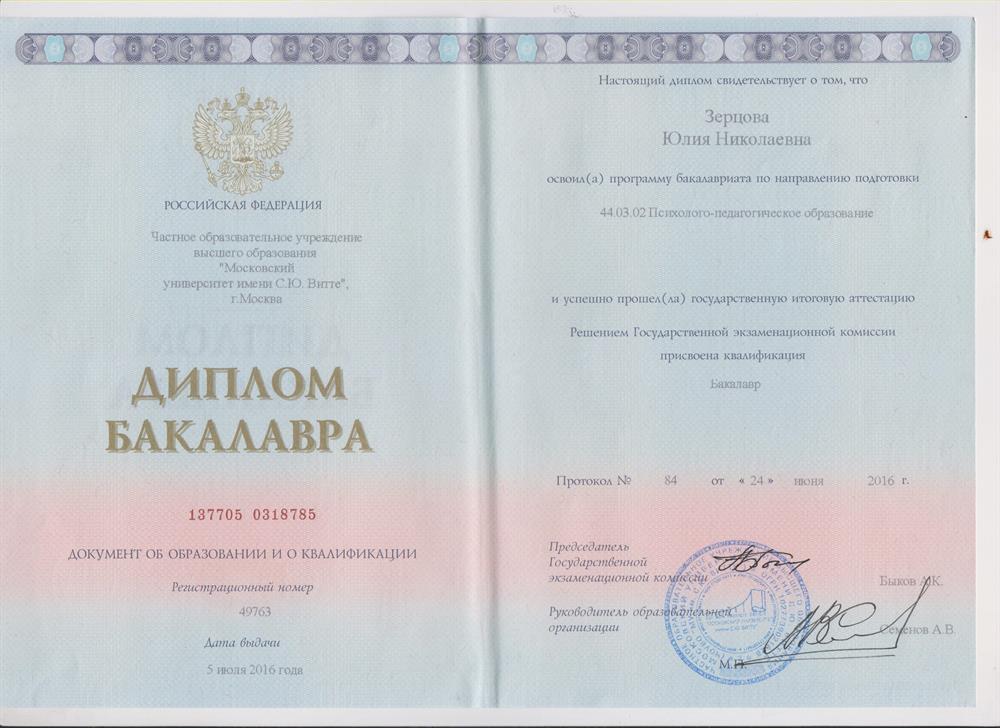 РОССИЙСКАЯ ФЕДЕРАЦИЯ
Частное образовательное учреждение
высшего образования
"Московский
университет имени С.Ю. Витте",
г.Москва
ДИПЛОМ
БАКАЛАВРА
137705 0318785
ДОКУМЕНТ ОБ ОБРАЗОВАНИИ И О КВАЛИФИКАЦИИ
Регистрационный номер
49763
Дата выдачи
5 июля 2016 года
Настоящий диплом свидетельствует о том, что
Зерцова
Юлия Николаевна
освоил(а) программу бакалавриата по направлению подготовки
44.03.02 Психолого-педагогическое образование
и успешно прошел(ла) государственную итоговую аттестацию
Решением Государственной экзаменационной комиссии
присвоена квалификация
Бакалавр
Протокол № 84 от « 24 » июня 2016 г.
Председатель
Государственной
экзаменационной комиссии
Быков А.К.
Руководитель образовательной
организации
Семенов А.В.
М.П.